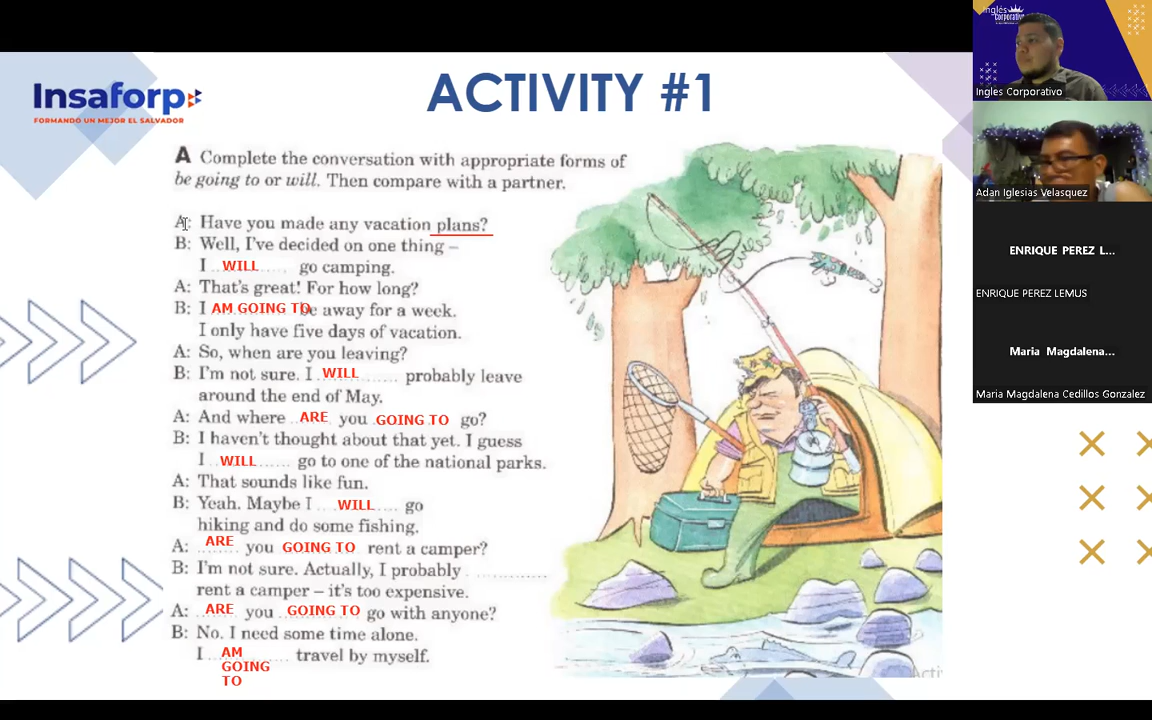 Insaforp
FORMANDO UN MEJOR EL SALVADOR
ACTIVITY #1
A Complete the conversation with appropriate forms of
be going to or will. Then compare with a partner.
A: Have you made any vacation plans?
B: Well, I've decided on one thing –
I WILL go camping.
A: That's great! For how long?
B: I AM GOING TO be away for a week.
I only have five days of vacation.
A: So, when are you leaving?
B: I'm not sure. I WILL probably leave
around the end of May.
A: And where ARE you GOING TO go?
B: I haven't thought about that yet. I guess
I WILL go to one of the national parks.
A: That sounds like fun.
B: Yeah. Maybe I WILL go
hiking and do some fishing.
A: ARE you GOING TO rent a camper?
B: I'm not sure. Actually, I probably ............
rent a camper – it's too expensive.
A: ARE you GOING TO go with anyone?
B: No. I need some time alone.
I AM GOING TO travel by myself.
Inglés
Corporativo
Ingles Corporativo
Adan Iglesias Velasquez
ENRIQUE PEREZ L...
ENRIQUE PEREZ LEMUS
Maria Magdalena...
Maria Magdalena Cedillos Gonzalez